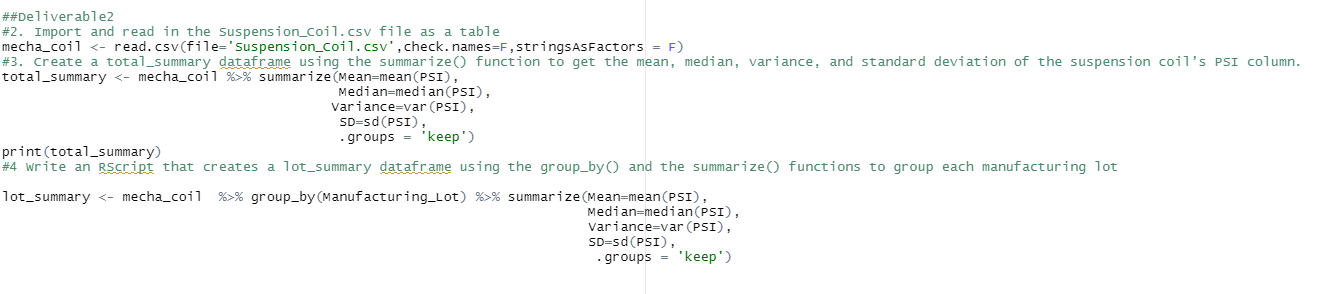 ##Deliverable2
#2. Import and read in the Suspension_Coil.csv file as a table
mecha_coil <- read.csv(file='Suspension_Coil.csv',check.names=F,stringsAsFactors = F)
#3. Create a total_summary dataframe using the summarize() function to get the mean, median, variance, and standard deviation of the suspension coil's PSI column.
total_summary <- mecha_coil %>% summarize(Mean=mean(PSI),
Median=median(PSI),
Variance=var(PSI),
SD=sd(PSI),
.groups = 'keep')
print(total_summary)
#4 Write an RScript that creates a lot_summary dataframe using the group_by() and the summarize() functions to group each manufacturing lot
lot_summary <- mecha_coil  %>% group_by(Manufacturing_Lot) %>% summarize(Mean=mean(PSI),
Median=median(PSI),
Variance=var(PSI),
SD=sd(PSI),
.groups = 'keep')